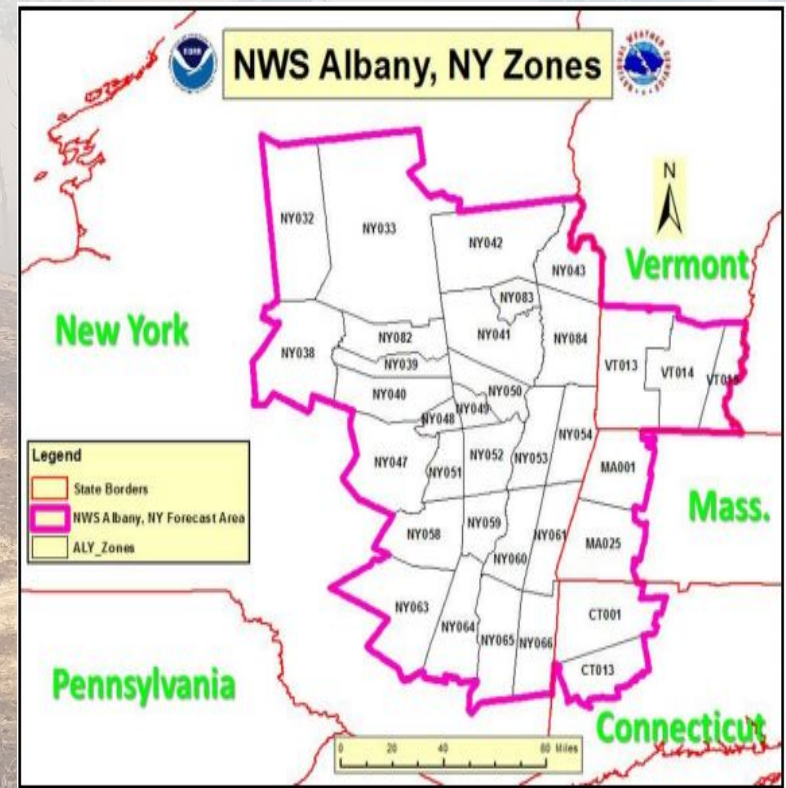 NWS Albany, NY Zones
N
NY032
NY033
NY042
NY043
Vermont
NY083
New York
NY082
NY041
NY084
NY038
NY039
VT013
VT014
NY040
NY050
NY049
NY048
NY054
Legend
State Borders
NWS Albany, NY Forecast Area
ALY_Zones
NY047
NY051
NY052
NY053
MA001
Mass.
NY058
NY059
NY060
NY061
MA025
NY063
NY064
NY065
NY066
CT001
CT013
Pennsylvania
Connecticut
0 20 40 80 Miles